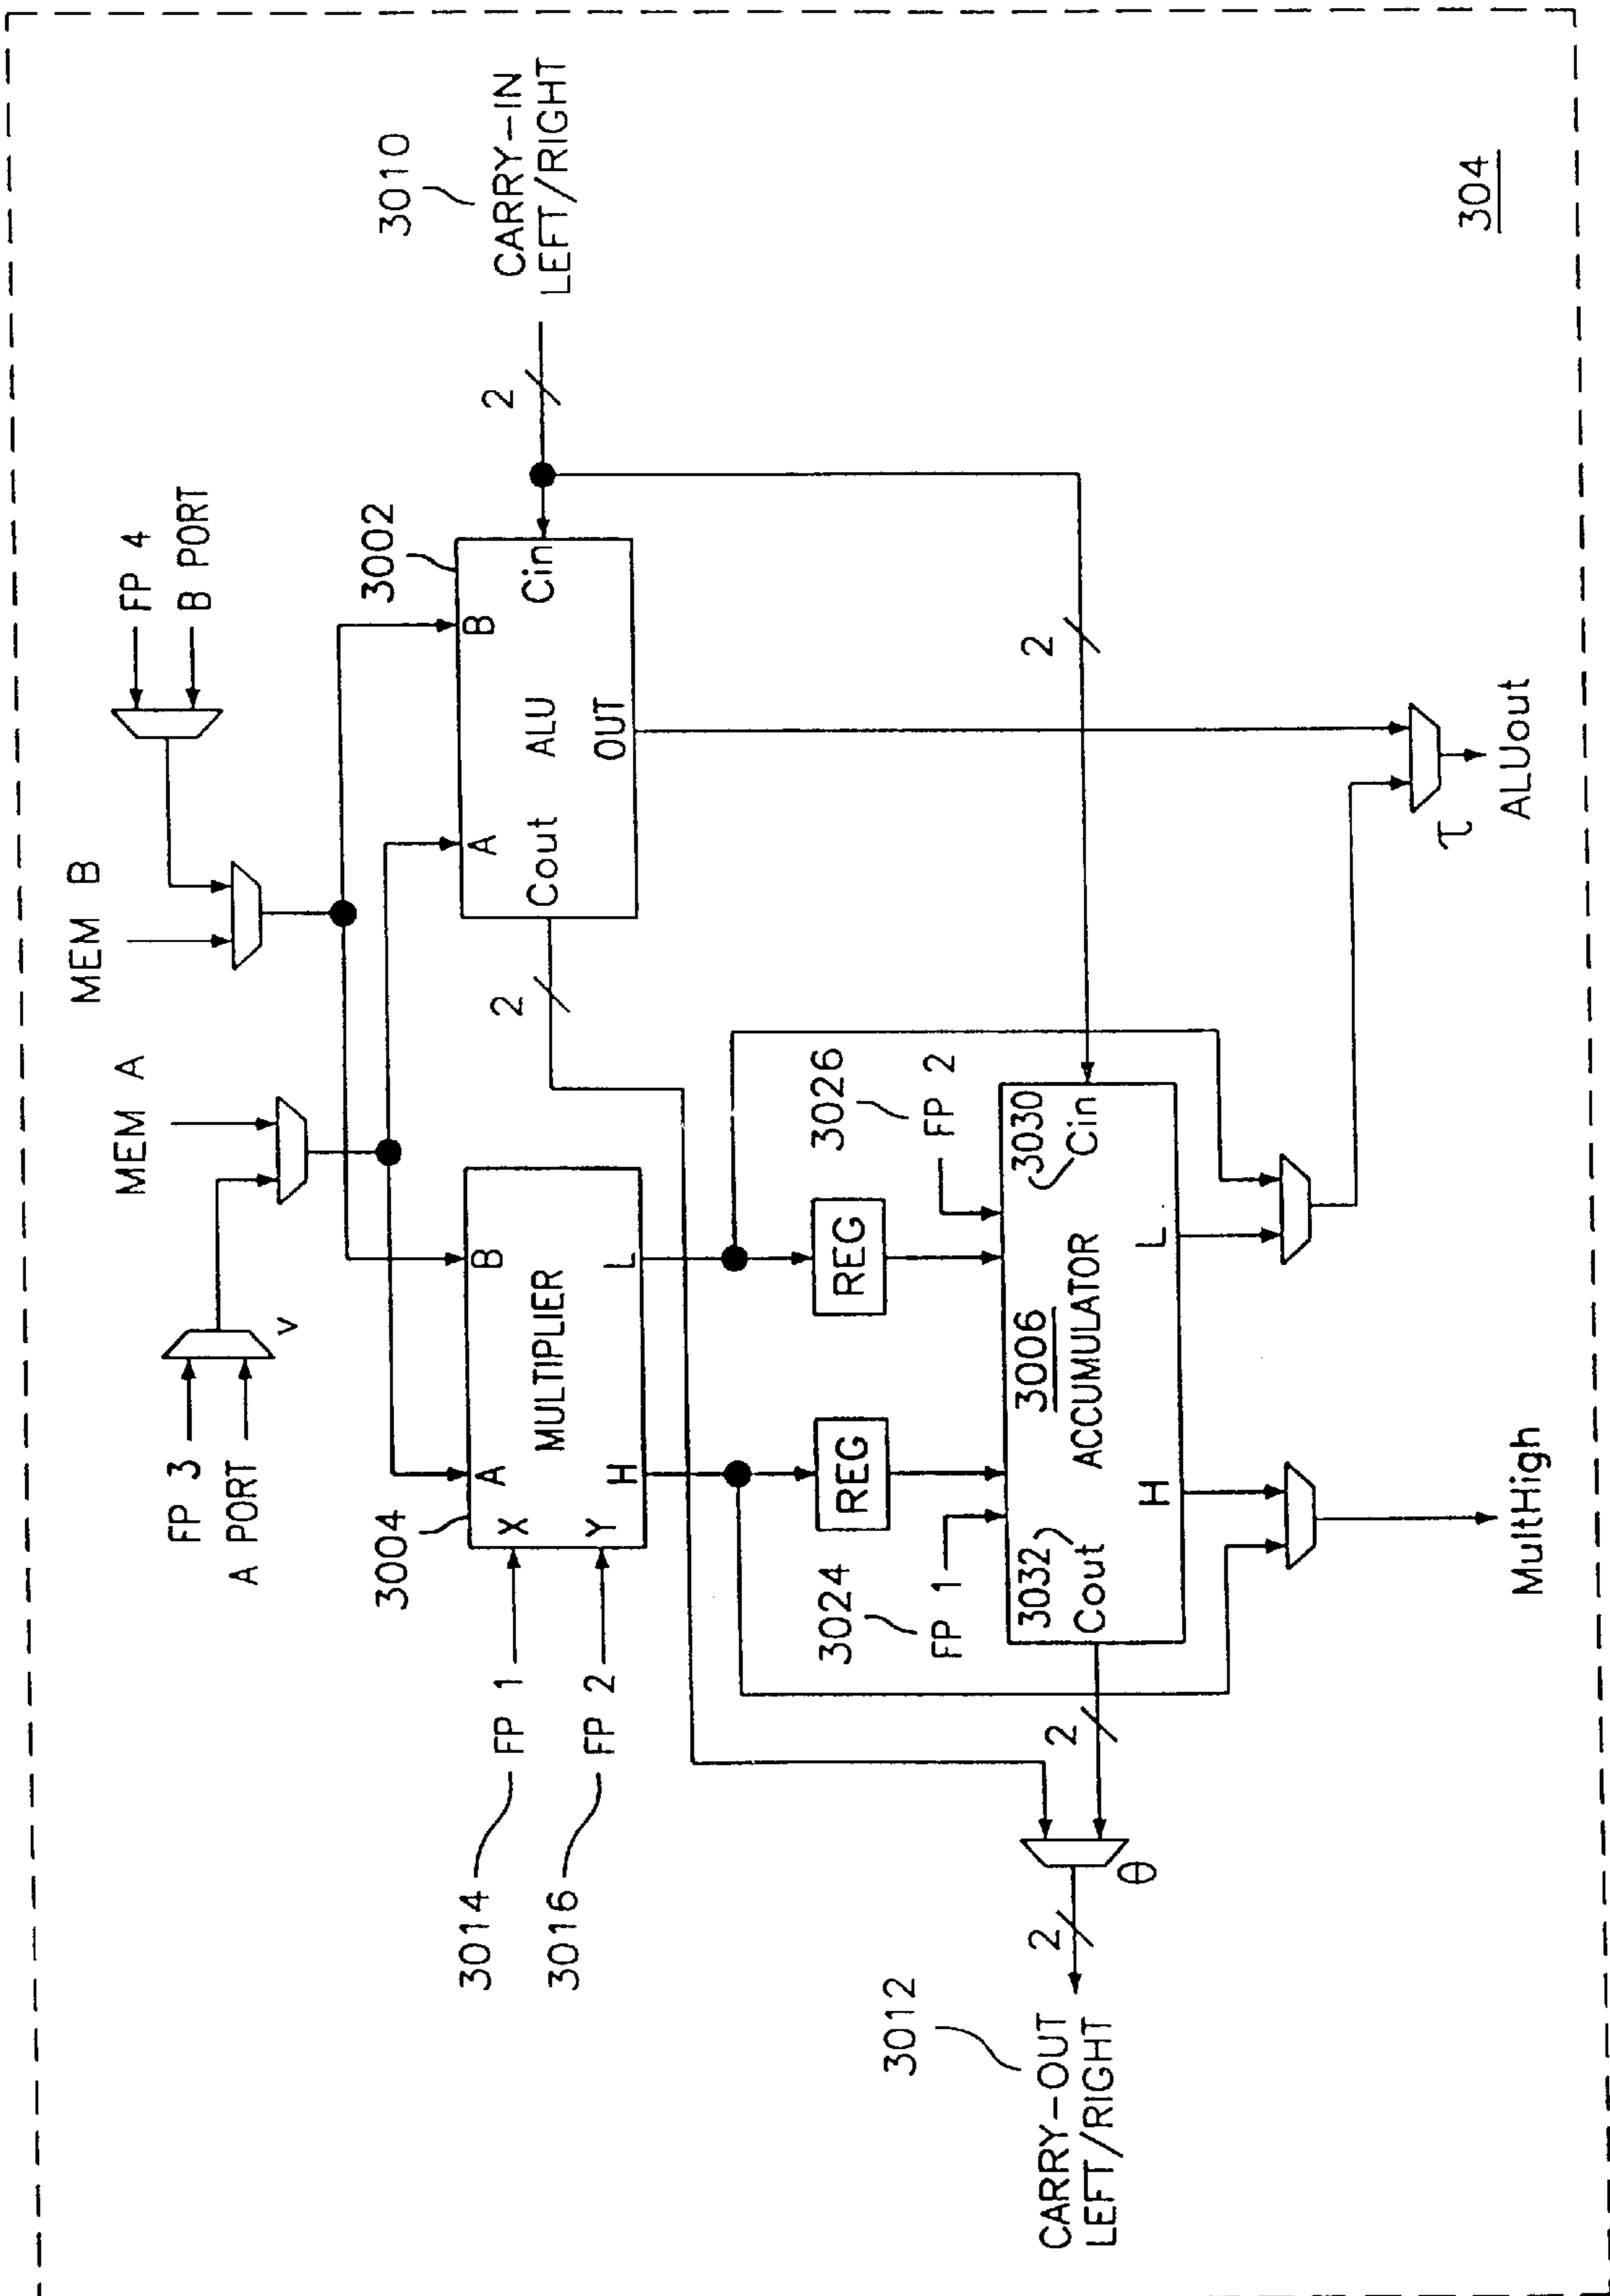 MEM A
MEM B
FP 3
A PORT
v
FP 4
B PORT
3004
A
B
X
Y
MULTIPLIER
H
L
3014
FP 1
3016
FP 2
3002
A
B
Cout
Cin
ALU
OUT
3010
CARRY-IN
LEFT/RIGHT
2
2
2
REG
REG
3024
FP 1
3026
FP 2
3032
Cout
3006
ACCUMULATOR
3030
Cin
H
L
2
2
θ
3012
CARRY-OUT
LEFT/RIGHT
MultHigh
τ
ALUout
304